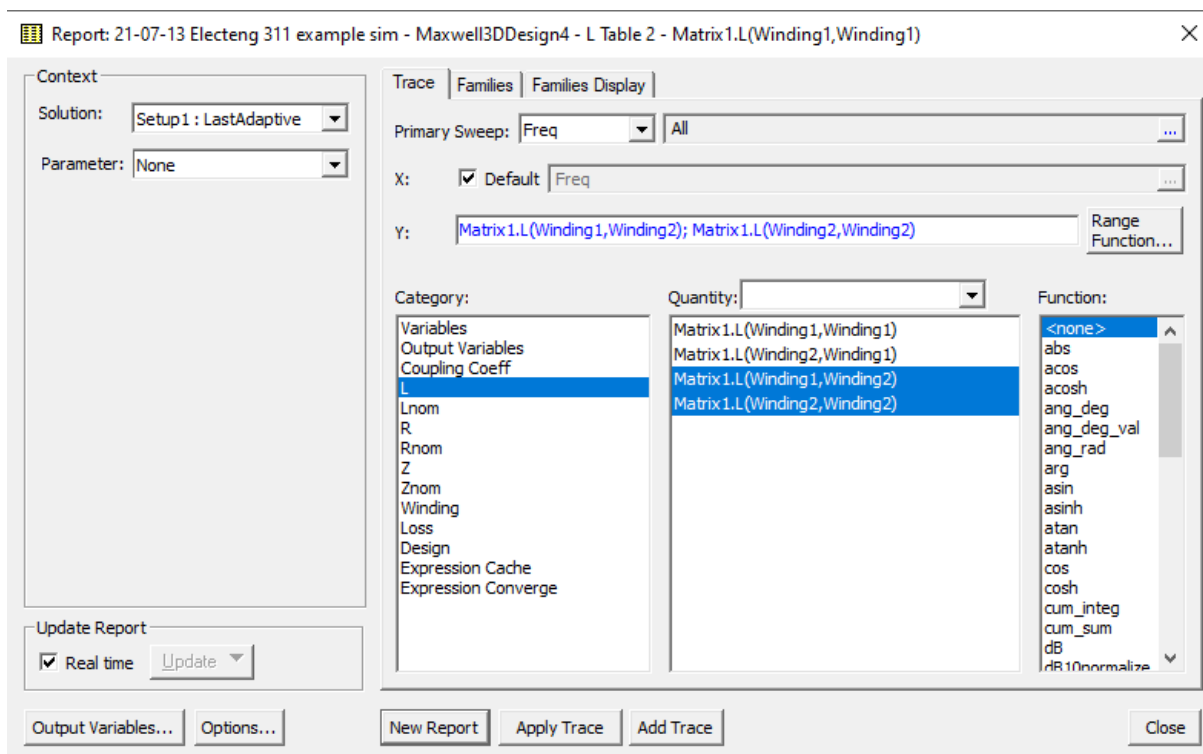 Report: 21-07-13 Electeng 311 example sim - Maxwell3DDesign4 - L Table 2 - Matrix1.L(Winding1,Winding1)
Context
Solution: Setup1 : LastAdaptive
Parameter: None
Update Report
Real time Update
Output Variables... Options...
Trace Families Families Display
Primary Sweep: Freq All ...
X: Default Freq ...
Y: Matrix1.L(Winding1,Winding2); Matrix1.L(Winding2,Winding2)
Range
Function...
Category:
Variables
Output Variables
Coupling Coeff
L
Lnom
R
Rnom
Z
Znom
Winding
Loss
Design
Expression Cache
Expression Converge
Quantity:
Matrix1.L(Winding1,Winding1)
Matrix1.L(Winding2,Winding1)
Matrix1.L(Winding1,Winding2)
Matrix1.L(Winding2,Winding2)
Function:
<none>
abs
acos
acosh
ang_deg
ang_deg_val
ang_rad
arg
asin
asinh
atan
atanh
cos
cosh
cum_integ
cum_sum
dB
dB10normalize
New Report Apply Trace Add Trace Close